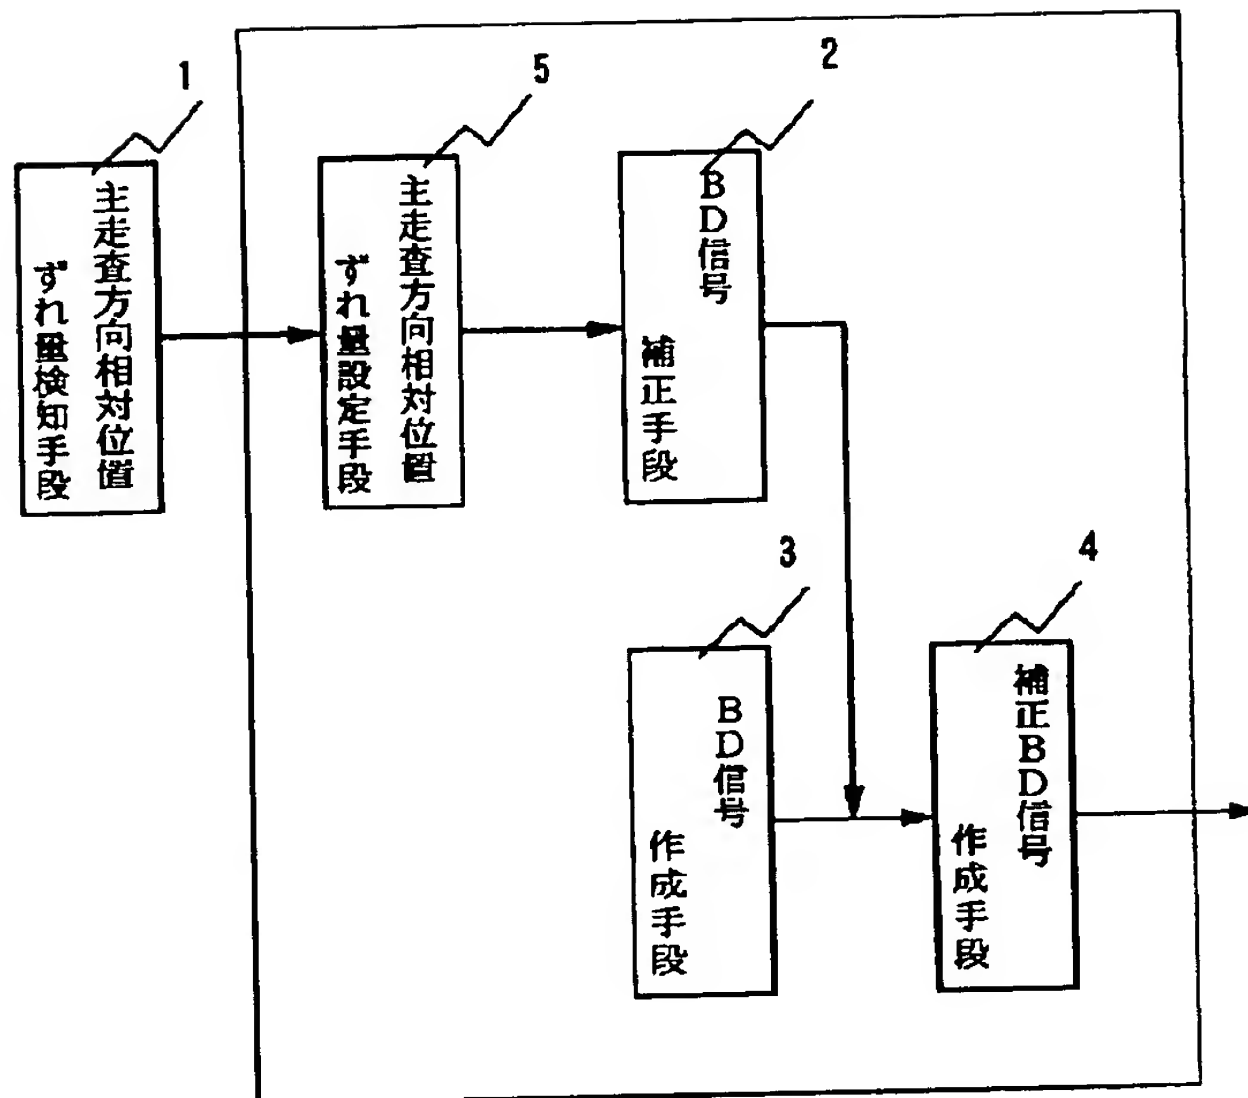 1
主走査方向相対位置
ずれ量検知手段
5
主走査方向相対位置
ずれ量設定手段
2
BD信号
補正手段
3
BD信号
作成手段
4
補正BD信号
作成手段